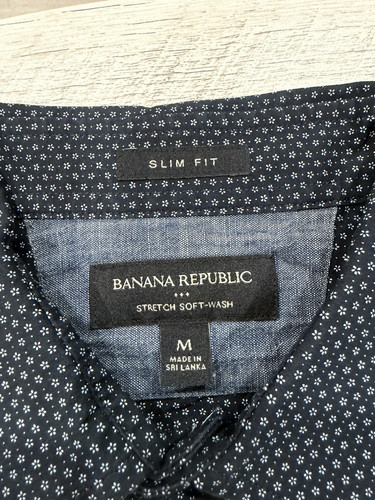 SLIM FIT
BANANA REPUBLIC
STRETCH SOFT-WASH
M
MADE IN
SRI LANKA